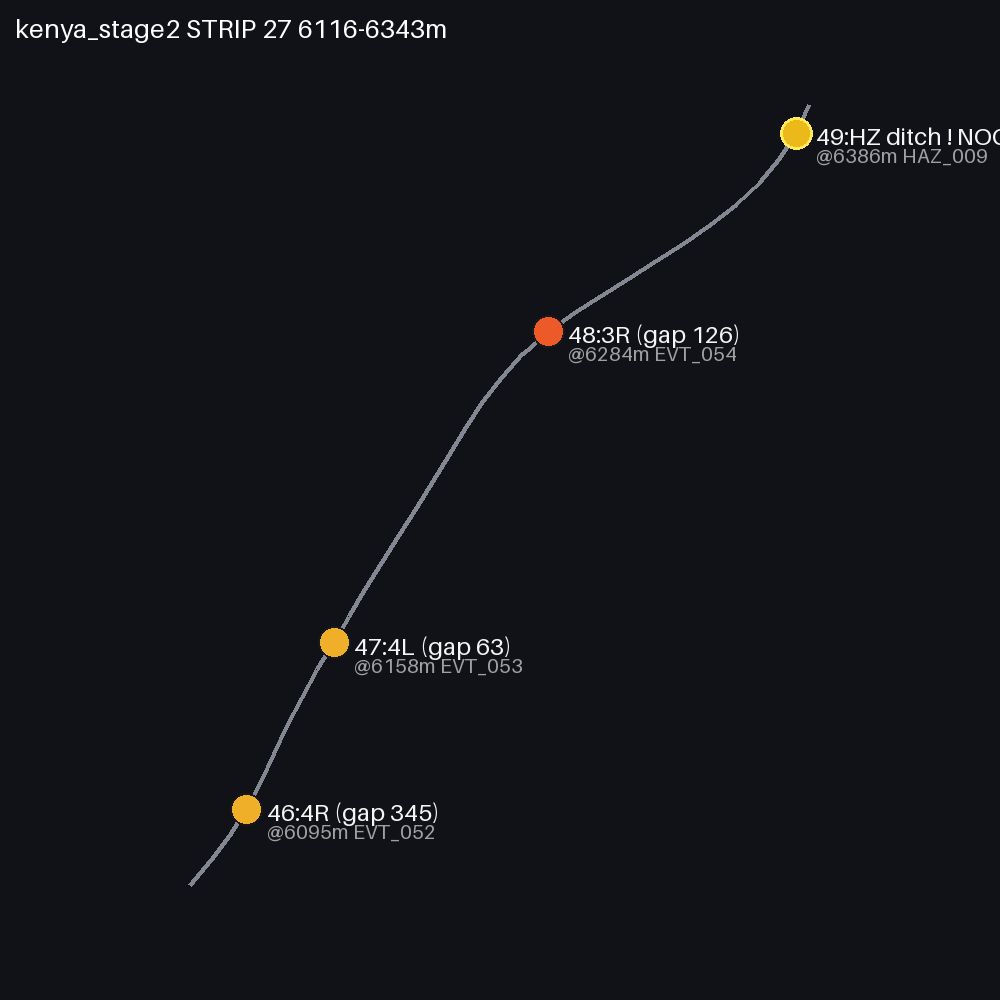 kenya_stage2 STRIP 27 6116-6343m
49:HZ ditch ! NOC
@6386m HAZ_009
48:3R (gap 126)
@6284m EVT_054
47:4L (gap 63)
@6158m EVT_053
46:4R (gap 345)
@6095m EVT_052